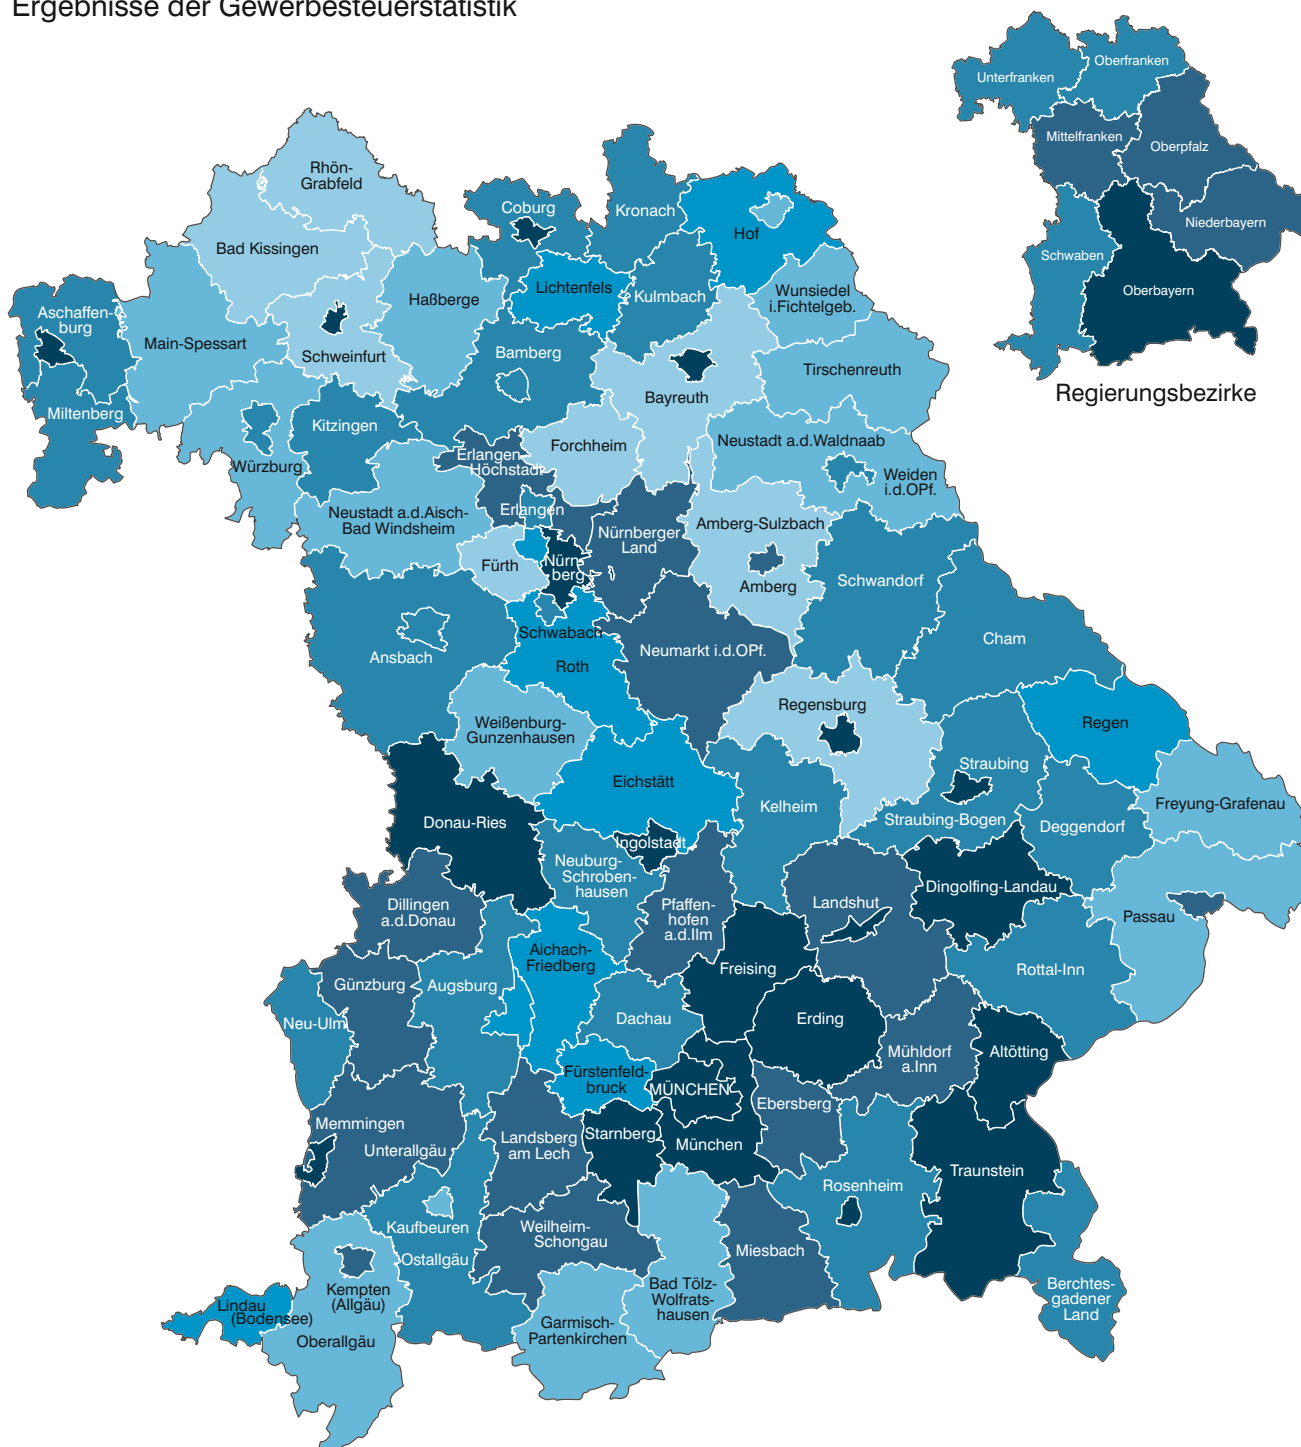 Ergebnisse der Gewerbesteuerstatistik
Unterfranken
Oberfranken
Mittelfranken
Oberpfalz
Niederbayern
Schwaben
Oberbayern
Regierungsbezirke
Rhön-
Grabfeld
Bad Kissingen
Coburg
Kronach
Hof
Lichtenfels
Kulmbach
Wunsiedel
i.Fichtelgeb.
Haßberge
Aschaffen-
burg
Main-Spessart
Schweinfurt
Bamberg
Tirschenreuth
Bayreuth
Miltenberg
Kitzingen
Forchheim
Neustadt a.d.Waldnaab
Weiden
i.d.OPf.
Würzburg
Erlangen-
Höchstadt
Erlangen
Neustadt a.d.Aisch-
Bad Windsheim
Amberg-Sulzbach
Nürnberger
Land
Fürth
Nürn-
berg
Amberg
Schwandorf
Cham
Schwabach
Roth
Neumarkt i.d.OPf.
Ansbach
Regensburg
Regen
Weißenburg-
Gunzenhausen
Eichstätt
Straubing
Kelheim
Freyung-Grafenau
Donau-Ries
Straubing-Bogen
Deggendorf
Ingolstadt
Neuburg-
Schroben-
hausen
Dingolfing-Landau
Dillingen
a.d.Donau
Pfaffen-
hofen
a.d.Ilm
Landshut
Passau
Aichach-
Friedberg
Freising
Rottal-Inn
Günzburg
Augsburg
Neu-Ulm
Dachau
Erding
Mühldorf
a.Inn
Altötting
Fürstenfeld-
bruck
MÜNCHEN
Ebersberg
Memmingen
Unterallgäu
Landsberg
am Lech
Starnberg
München
Traunstein
Rosenheim
Kaufbeuren
Weilheim-
Schongau
Miesbach
Ostallgäu
Kempten
(Allgäu)
Bad Tölz-
Wolfrats-
hausen
Berchtes-
gadener
Land
Lindau
(Bodensee)
Oberallgäu
Garmisch-
Partenkirchen